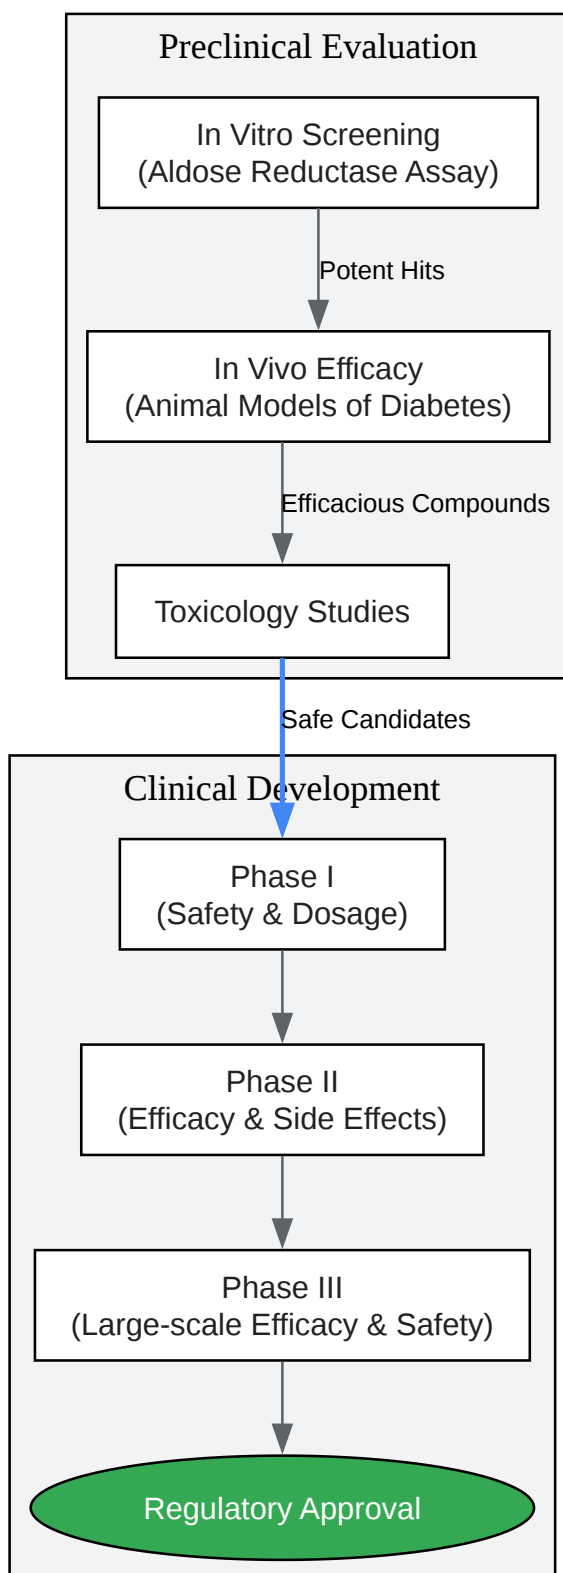 Preclinical Evaluation
In Vitro Screening
(Aldose Reductase Assay)
Potent Hits
In Vivo Efficacy
(Animal Models of Diabetes)
Efficacious Compounds
Toxicology Studies
Safe Candidates
Clinical Development
Phase I
(Safety & Dosage)
Phase II
(Efficacy & Side Effects)
Phase III
(Large-scale Efficacy & Safety)
Regulatory Approval